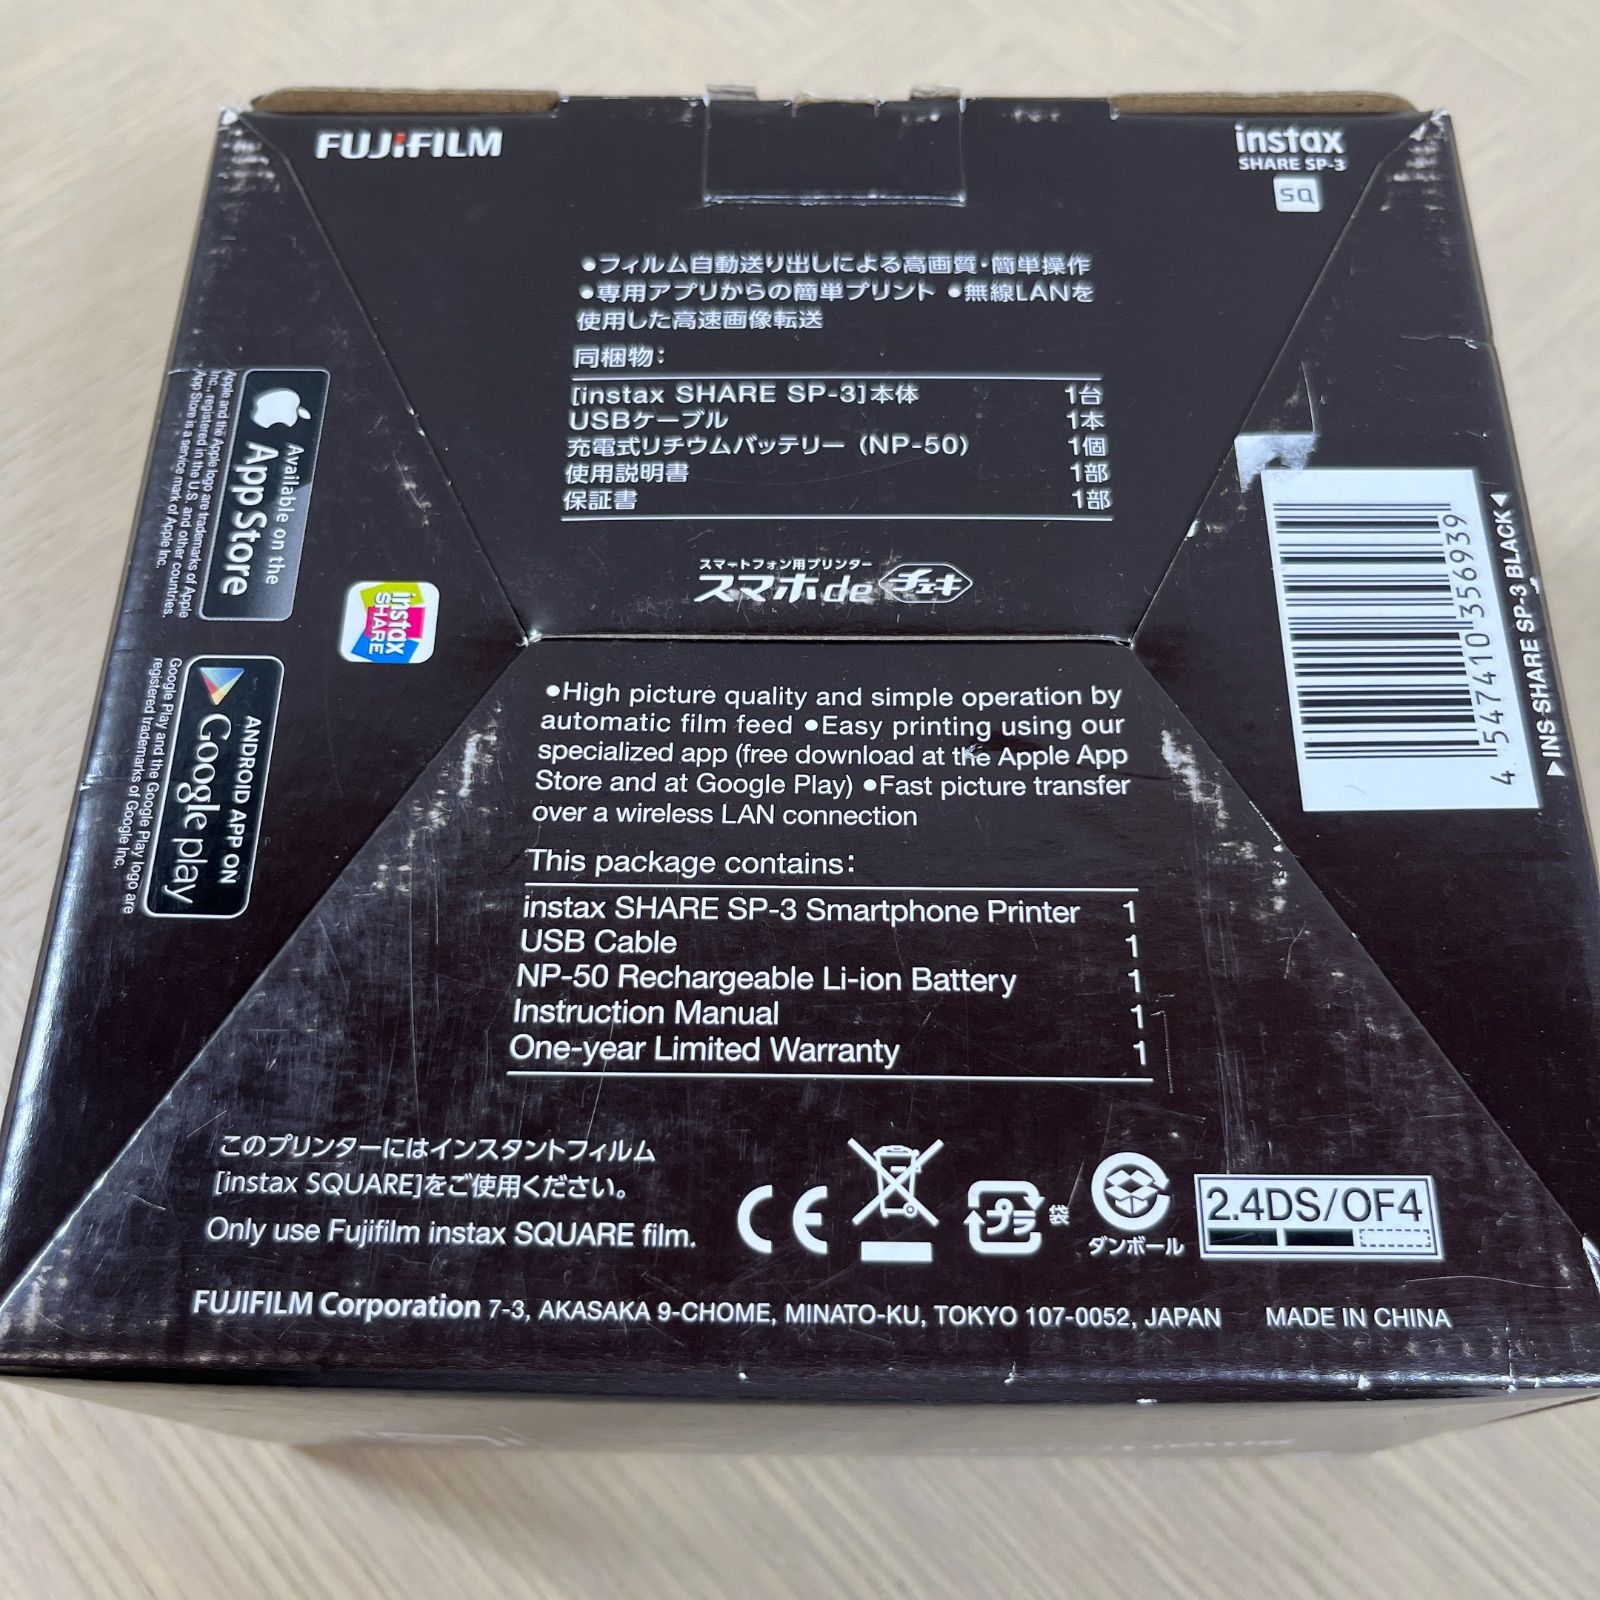 FUJIFILM
instax
SHARE SP-3
SQ
●フィルム自動送り出しによる高画質・簡単操作
●専用アプリからの簡単プリント ●無線LANを
使用した高速画像転送
同梱物：
[instax SHARE SP-3]本体 1台
USBケーブル 1本
充電式リチウムバッテリー（NP-50） 1個
使用説明書 1部
保証書 1部
スマートフォン用プリンター
スマホde チェキ
Available on the
App Store
Apple and the Apple logo are trademarks of Apple
Inc., registered in the U.S. and other countries.
App Store is a service mark of Apple Inc.
instax
SHARE
ANDROID APP ON
Google play
Google Play and the Google Play logo are
registered trademarks of Google Inc.
4 547410 356939
▶INS SHARE SP-3 BLACK◀
●High picture quality and simple operation by
automatic film feed ●Easy printing using our
specialized app (free download at the Apple App
Store and at Google Play) ●Fast picture transfer
over a wireless LAN connection
This package contains:
instax SHARE SP-3 Smartphone Printer 1
USB Cable 1
NP-50 Rechargeable Li-ion Battery 1
Instruction Manual 1
One-year Limited Warranty 1
このプリンターにはインスタントフィルム
[instax SQUARE]をご使用ください。
Only use Fujifilm instax SQUARE film.
CE
プラ
袋
ダンボール
2.4DS/OF4
FUJIFILM Corporation 7-3, AKASAKA 9-CHOME, MINATO-KU, TOKYO 107-0052, JAPAN MADE IN CHINA